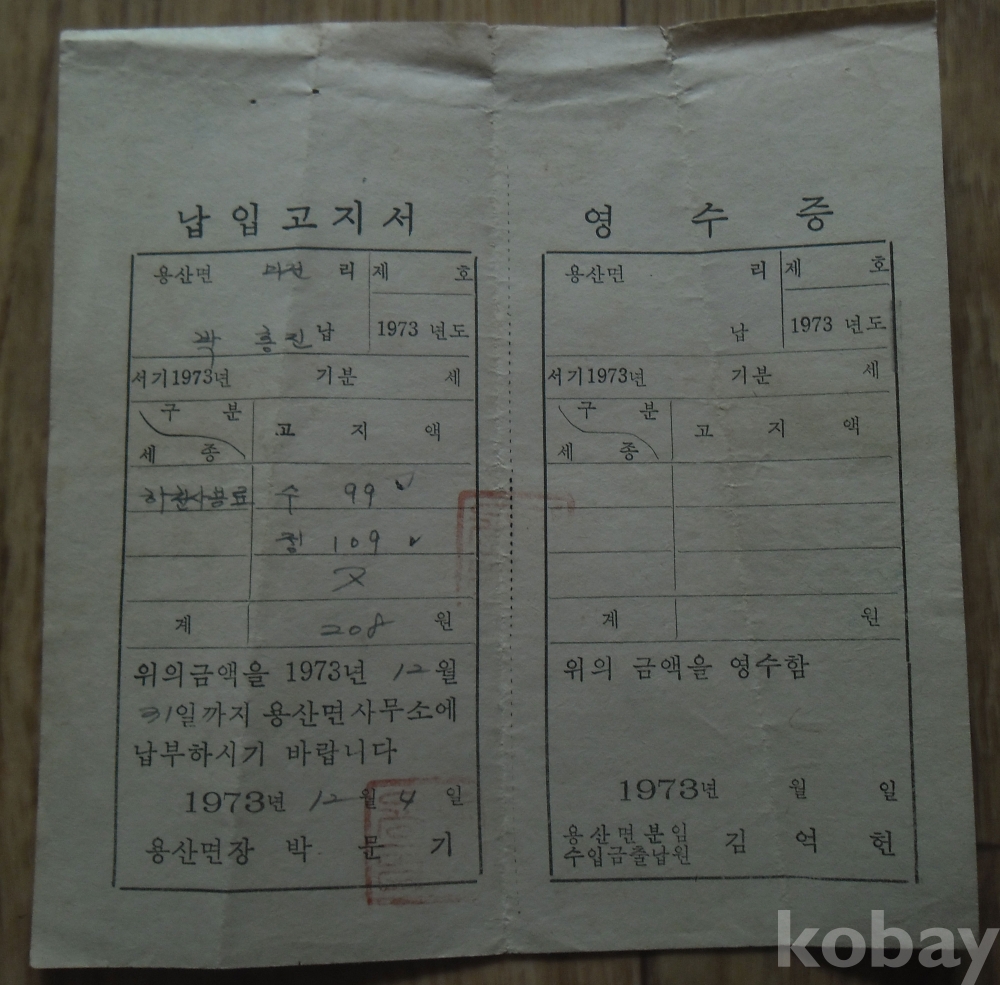 납입고지서
용산면 리 제 호
박 흥진 납 1973 년도
서기1973년 기분 세
구 분
세 종
고 지 액
하천사용료 수 99
정 109
계 208 원
위의금액을 1973년 12월
31일까지 용산면사무소에
납부하시기 바랍니다
1973년 12월 4일
용산면장 박 문 기
영 수 증
용산면 리 제 호
납 1973 년도
서기1973년 기분 세
구 분
세 종
고 지 액
계 원
위의 금액을 영수함
1973년 월 일
용산면분임
수입금출납원 김 억 헌
kobay